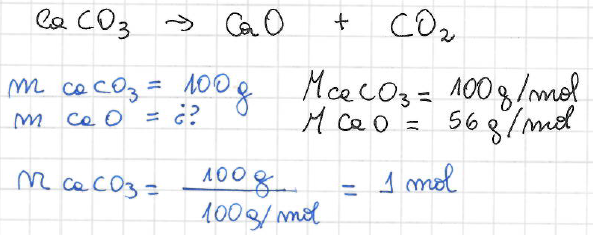 CaCO₃ → CaO + CO₂
m CaCO₃ = 100 g M CaCO₃ = 100 g/mol
m CaO = ¿? M CaO = 56 g/mol
n CaCO₃ = 100 g / 100 g/mol = 1 mol